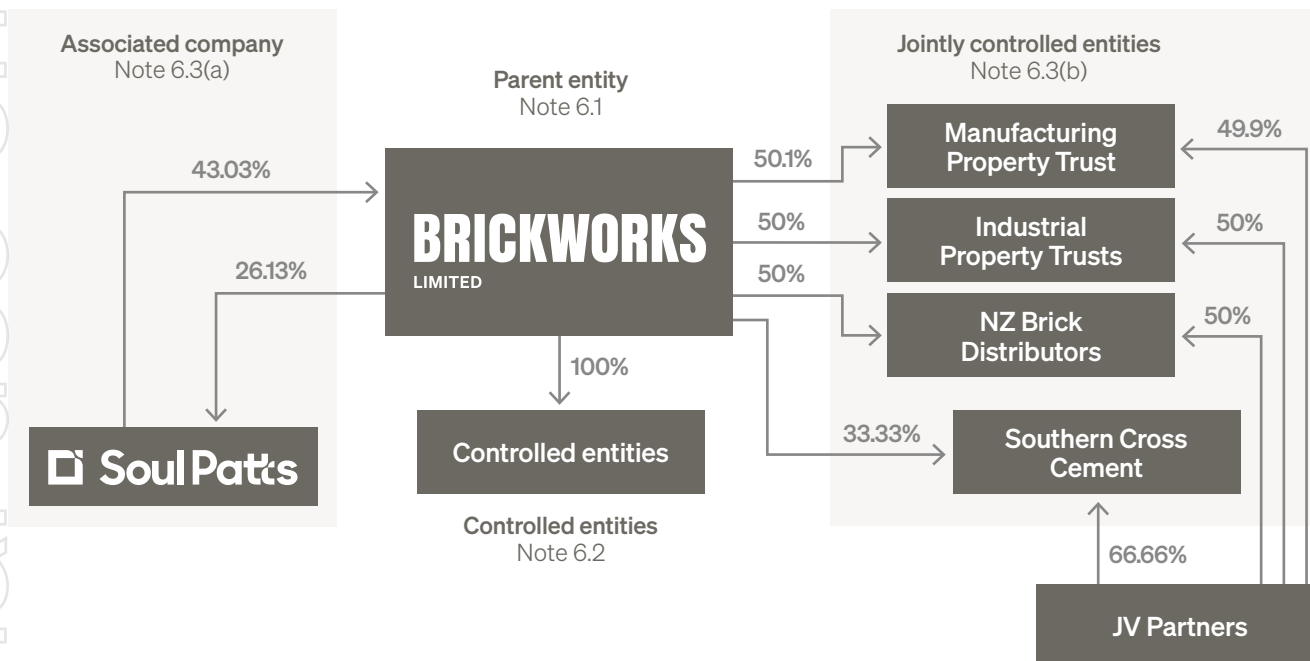 Associated company
Note 6.3(a)
Parent entity
Note 6.1
Jointly controlled entities
Note 6.3(b)
43.03%
26.13%
BRICKWORKS
LIMITED
50.1%
50%
50%
Manufacturing
Property Trust
49.9%
Industrial
Property Trusts
50%
NZ Brick
Distributors
50%
100%
33.33%
Southern Cross
Cement
Soul Patts
Controlled entities
Controlled entities
Note 6.2
66.66%
JV Partners